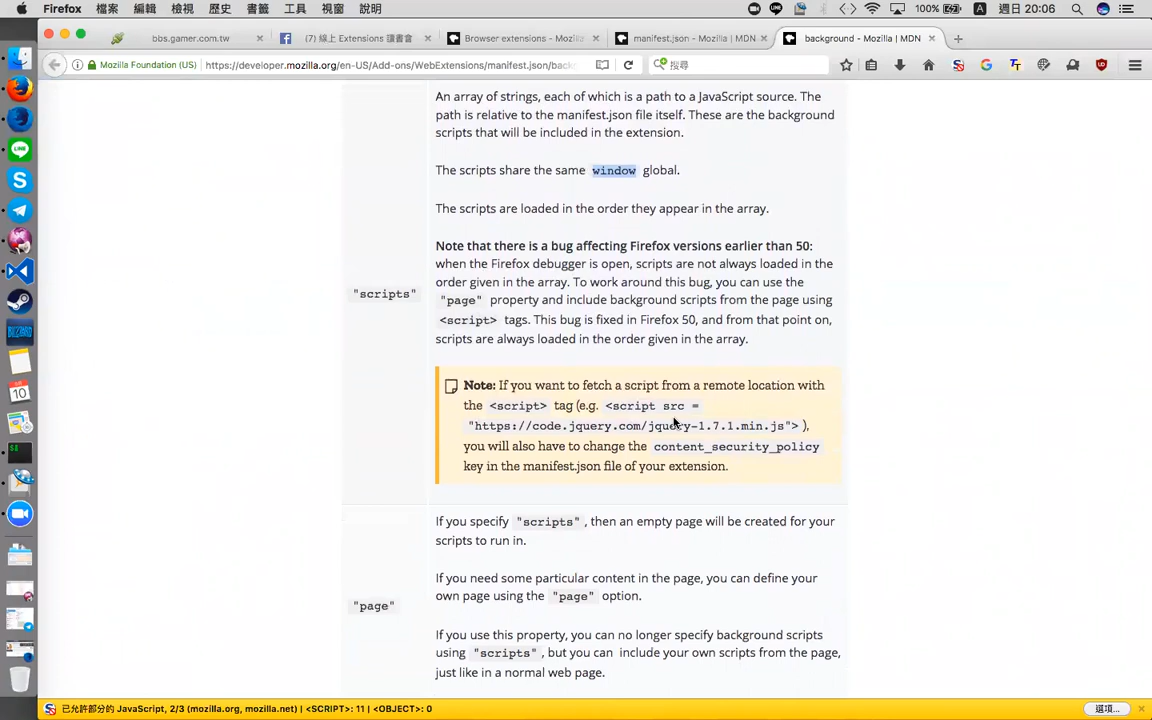 Firefox 檔案 編輯 檢視 歷史 書籤 工具 視窗 說明 100% A 週日 20:06
bbs.gamer.com.tw × (7) 線上 Extensions 讀書會 × Browser extensions - Mozilla × manifest.json - Mozilla | MDN × background - Mozilla | MDN × +
Mozilla Foundation (US) https://developer.mozilla.org/en-US/Add-ons/WebExtensions/manifest.json/back 搜尋
An array of strings, each of which is a path to a JavaScript source. The
path is relative to the manifest.json file itself. These are the background
scripts that will be included in the extension.
The scripts share the same window global.
The scripts are loaded in the order they appear in the array.
Note that there is a bug affecting Firefox versions earlier than 50:
when the Firefox debugger is open, scripts are not always loaded in the
order given in the array. To work around this bug, you can use the
"scripts"
"page" property and include background scripts from the page using
<script> tags. This bug is fixed in Firefox 50, and from that point on,
scripts are always loaded in the order given in the array.
Note: If you want to fetch a script from a remote location with
the <script> tag (e.g. <script src =
"https://code.jquery.com/jquery-1.7.1.min.js"> ),
you will also have to change the content_security_policy
key in the manifest.json file of your extension.
If you specify "scripts" , then an empty page will be created for your
scripts to run in.
If you need some particular content in the page, you can define your
own page using the "page" option.
"page"
If you use this property, you can no longer specify background scripts
using "scripts" , but you can include your own scripts from the page,
just like in a normal web page.
已允許部分的 JavaScript, 2/3 (mozilla.org, mozilla.net) | <SCRIPT>: 11 | <OBJECT>: 0 選項... ×